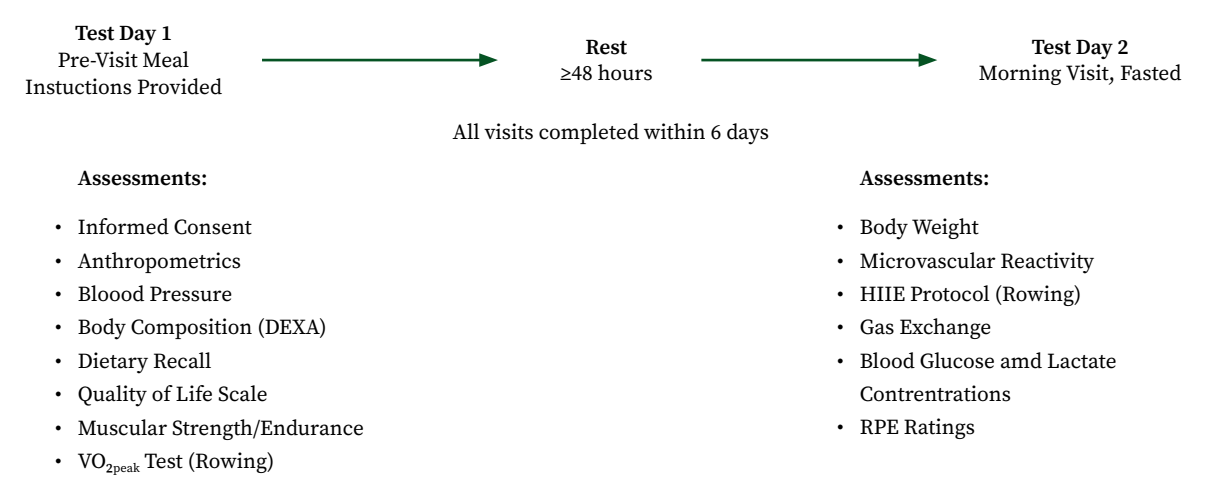 Test Day 1
Pre-Visit Meal
Instuctions Provided
Rest
≥48 hours
Test Day 2
Morning Visit, Fasted
All visits completed within 6 days
Assessments:
• Informed Consent
• Anthropometrics
• Bloood Pressure
• Body Composition (DEXA)
• Dietary Recall
• Quality of Life Scale
• Muscular Strength/Endurance
• VO₂peak Test (Rowing)
Assessments:
• Body Weight
• Microvascular Reactivity
• HIIE Protocol (Rowing)
• Gas Exchange
• Blood Glucose amd Lactate
Contrentrations
• RPE Ratings